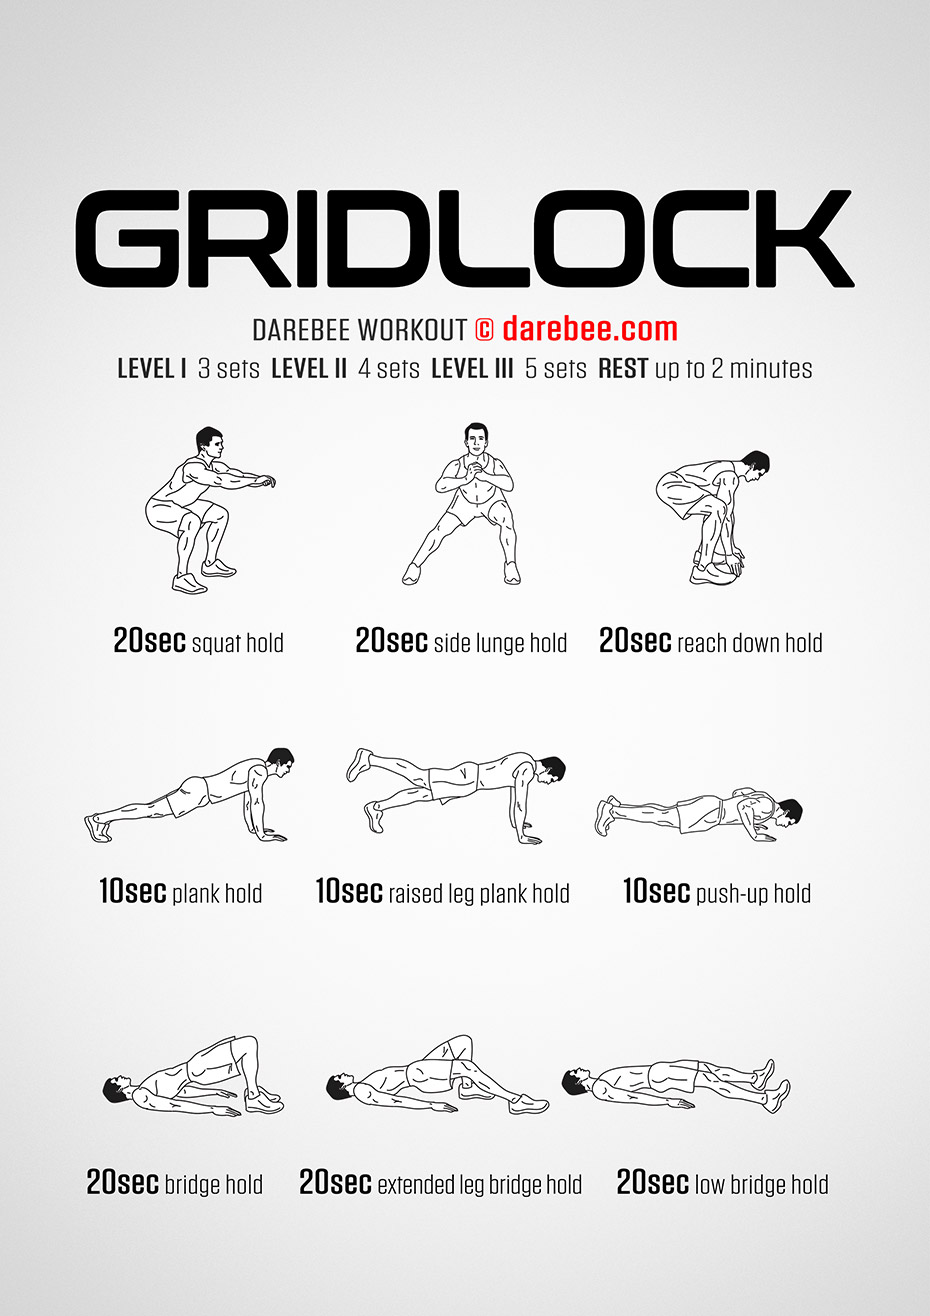 GRIDLOCK
DAREBEE WORKOUT © darebee.com
LEVEL I 3 sets LEVEL II 4 sets LEVEL III 5 sets REST up to 2 minutes
20sec squat hold
20sec side lunge hold
20sec reach down hold
10sec plank hold
10sec raised leg plank hold
10sec push-up hold
20sec bridge hold
20sec extended leg bridge hold
20sec low bridge hold